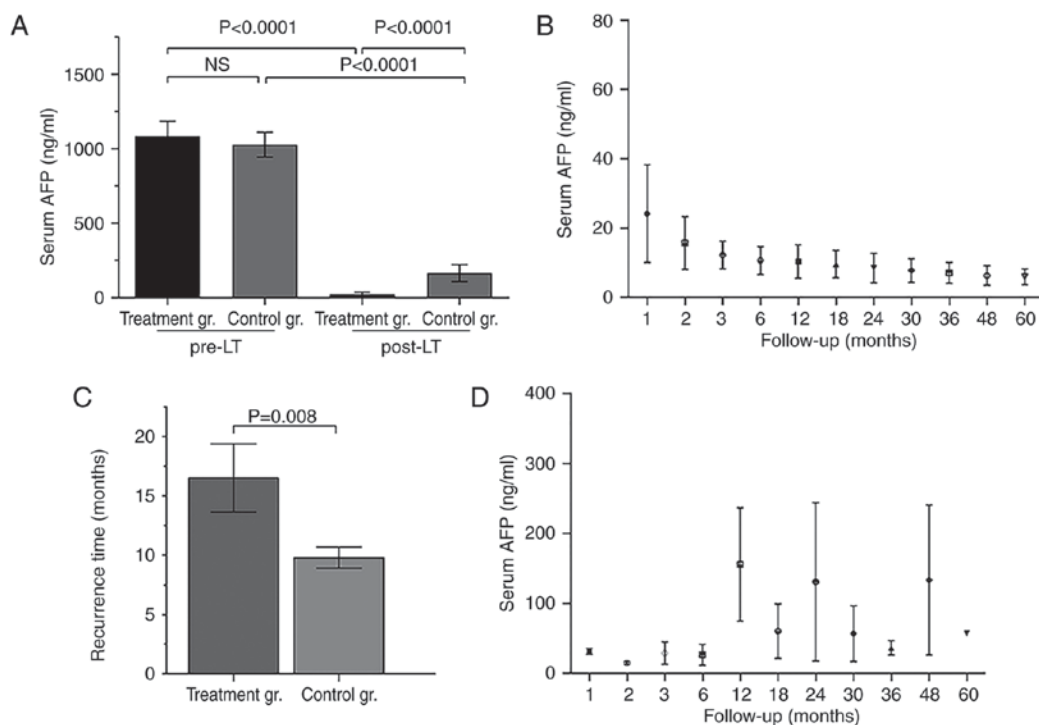 A
P<0.0001
P<0.0001
NS
P<0.0001
Serum AFP (ng/ml)
1500
1000
500
0
Treatment gr.
Control gr.
Treatment gr.
Control gr.
pre-LT
post-LT
B
Serum AFP (ng/ml)
80
60
40
20
0
1 2 3 6 12 18 24 30 36 48 60
Follow-up (months)
C
P=0.008
Recurrence time (months)
20
15
10
5
0
Treatment gr.
Control gr.
D
Serum AFP (ng/ml)
400
300
200
100
0
1 2 3 6 12 18 24 30 36 48 60
Follow-up (months)